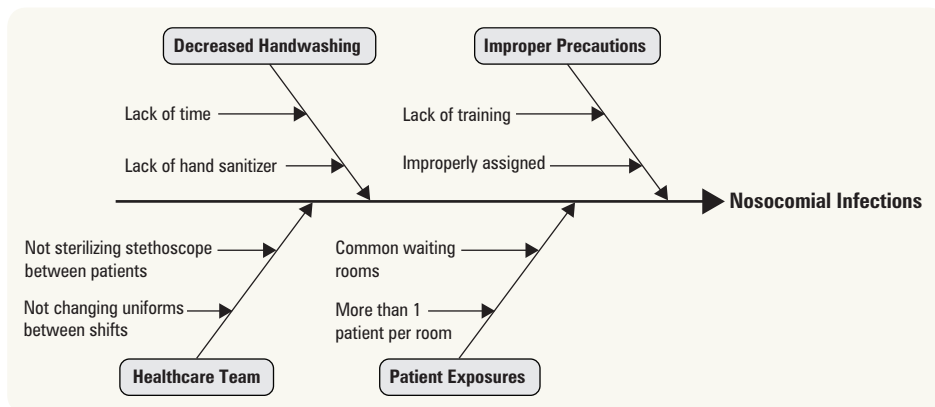 Decreased Handwashing
Improper Precautions
Lack of time
Lack of training
Lack of hand sanitizer
Improperly assigned
Nosocomial Infections
Not sterilizing stethoscope
between patients
Common waiting
rooms
Not changing uniforms
between shifts
More than 1
patient per room
Healthcare Team
Patient Exposures